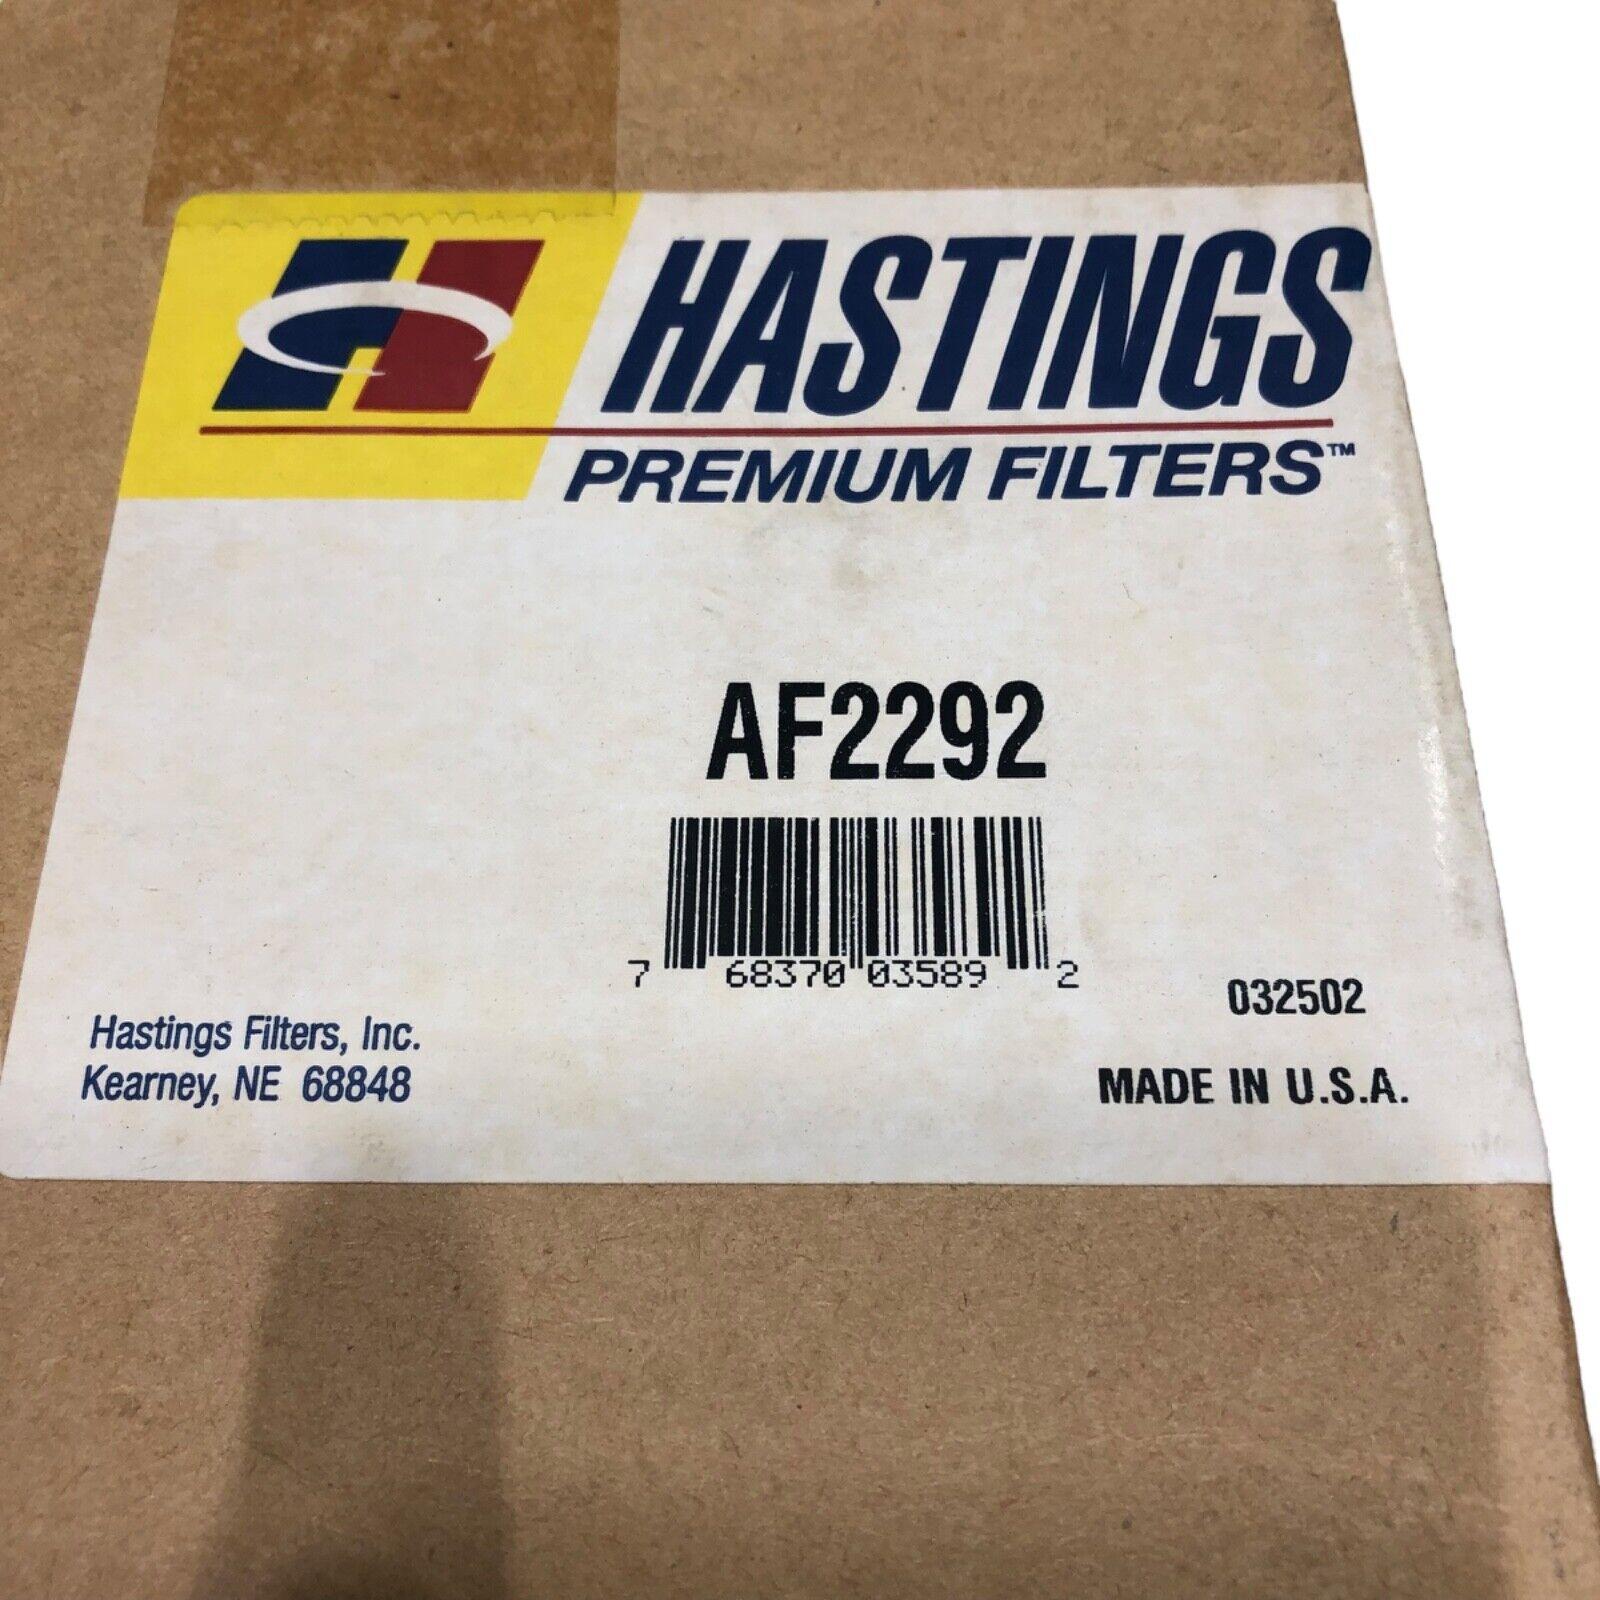 HASTINGS
PREMIUM FILTERS™
AF2292
7 68370 03589 2
032502
Hastings Filters, Inc.
Kearney, NE 68848
MADE IN U.S.A.